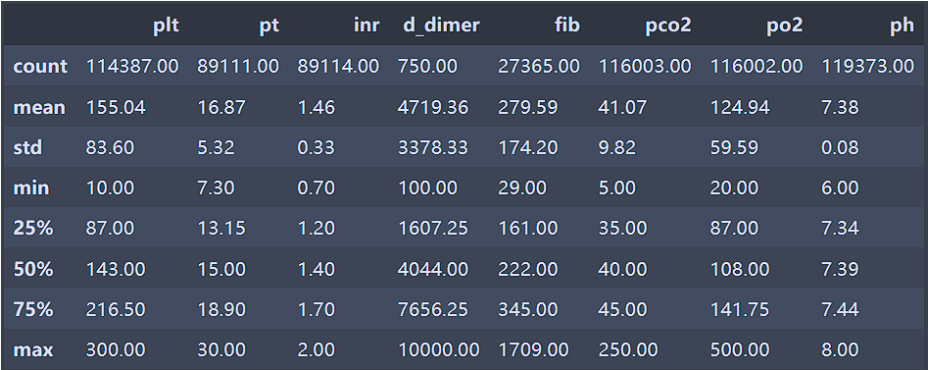 plt pt inr d_dimer fib pco2 po2 ph
count 114387.00 89111.00 89114.00 750.00 27365.00 116003.00 116002.00 119373.00
mean 155.04 16.87 1.46 4719.36 279.59 41.07 124.94 7.38
std 83.60 5.32 0.33 3378.33 174.20 9.82 59.59 0.08
min 10.00 7.30 0.70 100.00 29.00 5.00 20.00 6.00
25% 87.00 13.15 1.20 1607.25 161.00 35.00 87.00 7.34
50% 143.00 15.00 1.40 4044.00 222.00 40.00 108.00 7.39
75% 216.50 18.90 1.70 7656.25 345.00 45.00 141.75 7.44
max 300.00 30.00 2.00 10000.00 1709.00 250.00 500.00 8.00